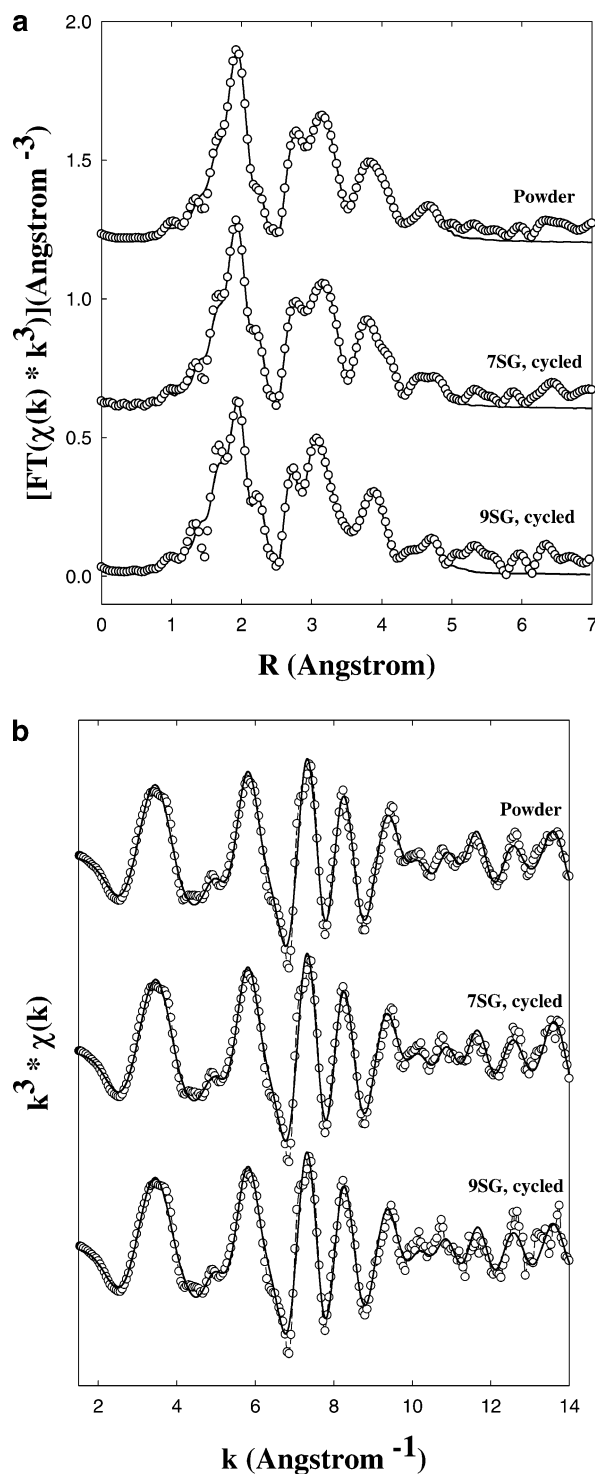 a
[FT(χ(k) * k³)](Angstrom ⁻³)
2.0
1.5
1.0
0.5
0.0
Powder
7SG, cycled
9SG, cycled
0 1 2 3 4 5 6 7
R (Angstrom)
b
k³ * χ(k)
Powder
7SG, cycled
9SG, cycled
2 4 6 8 10 12 14
k (Angstrom ⁻¹)